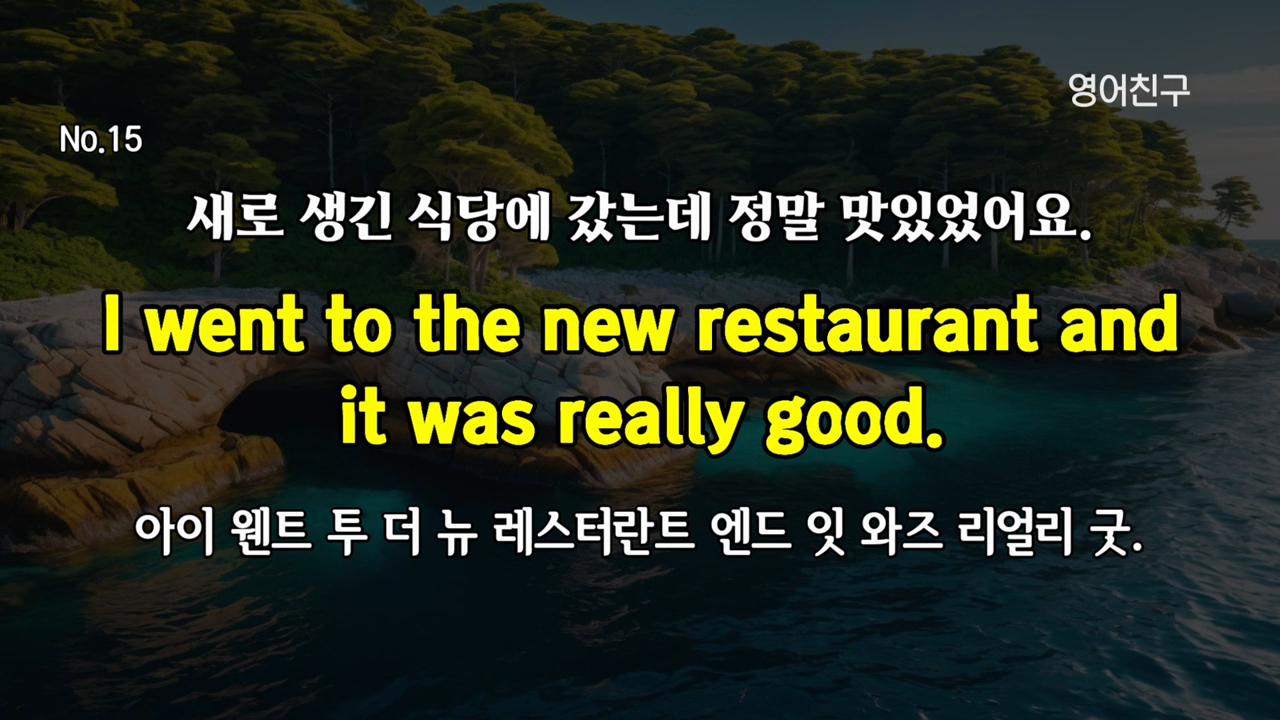 영어친구
No.15
새로 생긴 식당에 갔는데 정말 맛있었어요.
I went to the new restaurant and
it was really good.
아이 웬트 투 더 뉴 레스터란트 엔드 잇 와즈 리얼리 굿.